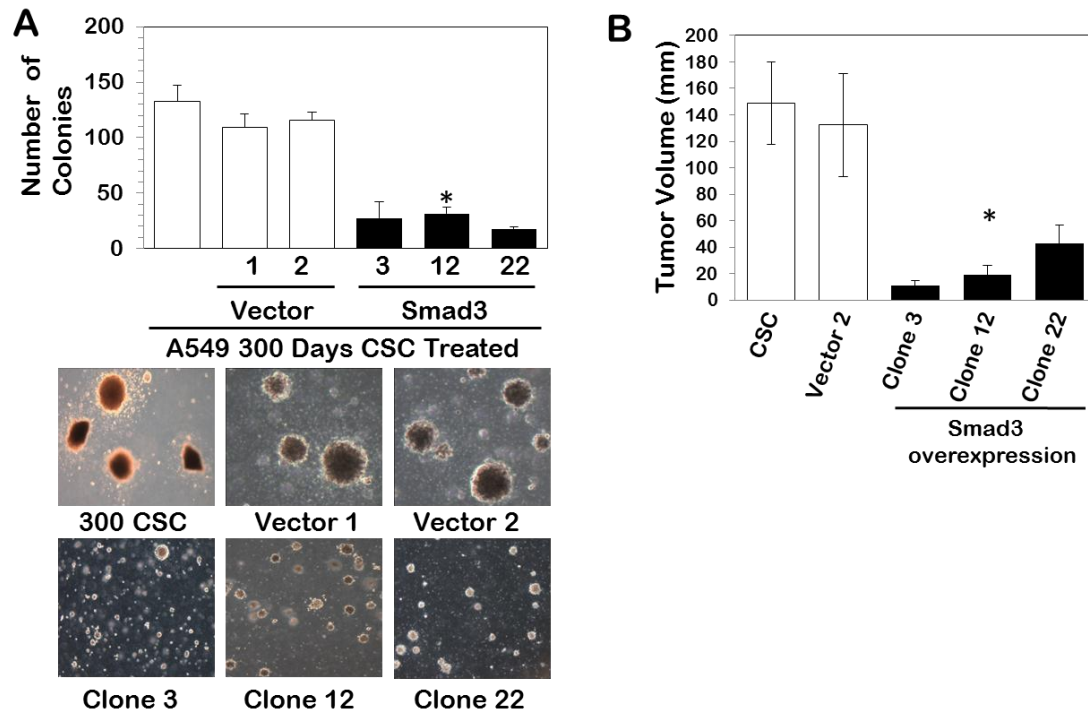 A
Number of
Colonies
200
150
100
50
0
*
1 2 3 12 22
Vector Smad3
A549 300 Days CSC Treated
300 CSC Vector 1 Vector 2
Clone 3 Clone 12 Clone 22
B
Tumor Volume (mm)
200
180
160
140
120
100
80
60
40
20
0
*
CSC
Vector 2
Clone 3
Clone 12
Clone 22
Smad3
overexpression